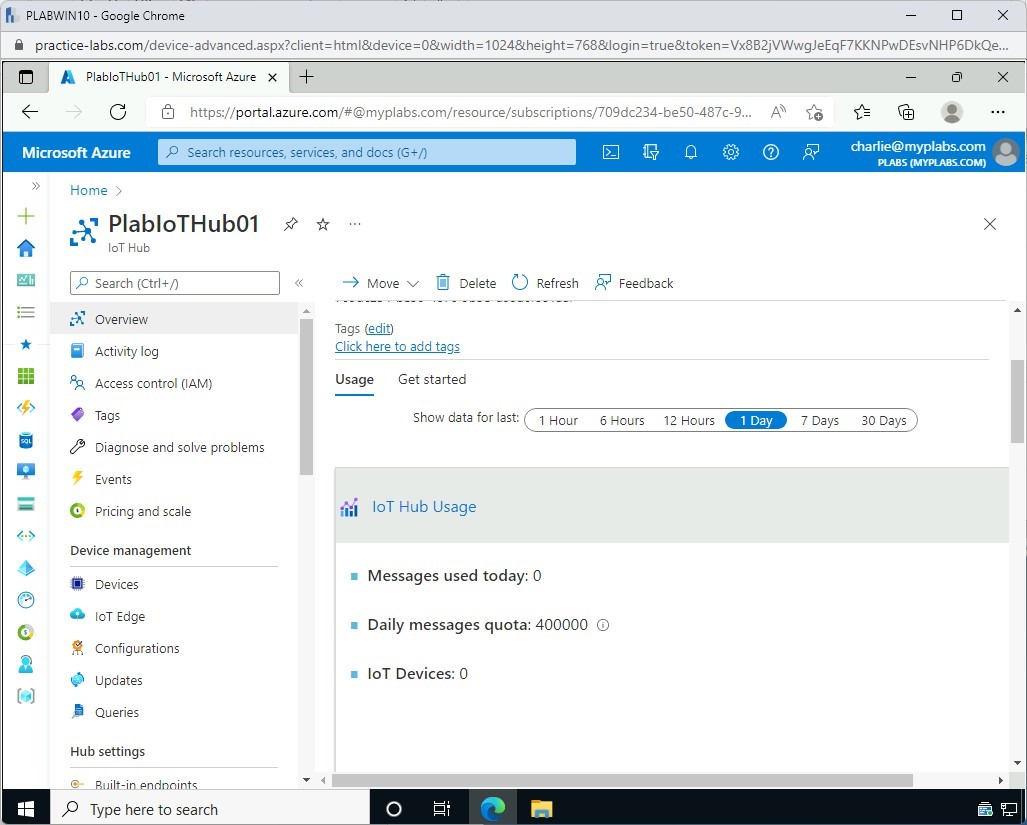 PLABWIN10 - Google Chrome
practice-labs.com/device-advanced.aspx?client=html&device=0&width=1024&height=768&login=true&token=Vx8B2jVWwgJeEqF7KKNPwDEsvNHP6DkQe...
PlabIoTHub01 - Microsoft Azure
https://portal.azure.com/#@myplabs.com/resource/subscriptions/709dc234-be50-487c-9...
Microsoft Azure
Search resources, services, and docs (G+/)
charlie@myplabs.com
PLABS (MYPLABS.COM)
Home
PlabIoTHub01
IoT Hub
Search (Ctrl+/)
Move
Delete
Refresh
Feedback
Overview
Activity log
Access control (IAM)
Tags
Diagnose and solve problems
Events
Pricing and scale
Device management
Devices
IoT Edge
Configurations
Updates
Queries
Hub settings
Built-in endpoints
Tags (edit)
Click here to add tags
Usage Get started
Show data for last: 1 Hour 6 Hours 12 Hours 1 Day 7 Days 30 Days
IoT Hub Usage
Messages used today: 0
Daily messages quota: 400000
IoT Devices: 0
SQL
Type here to search